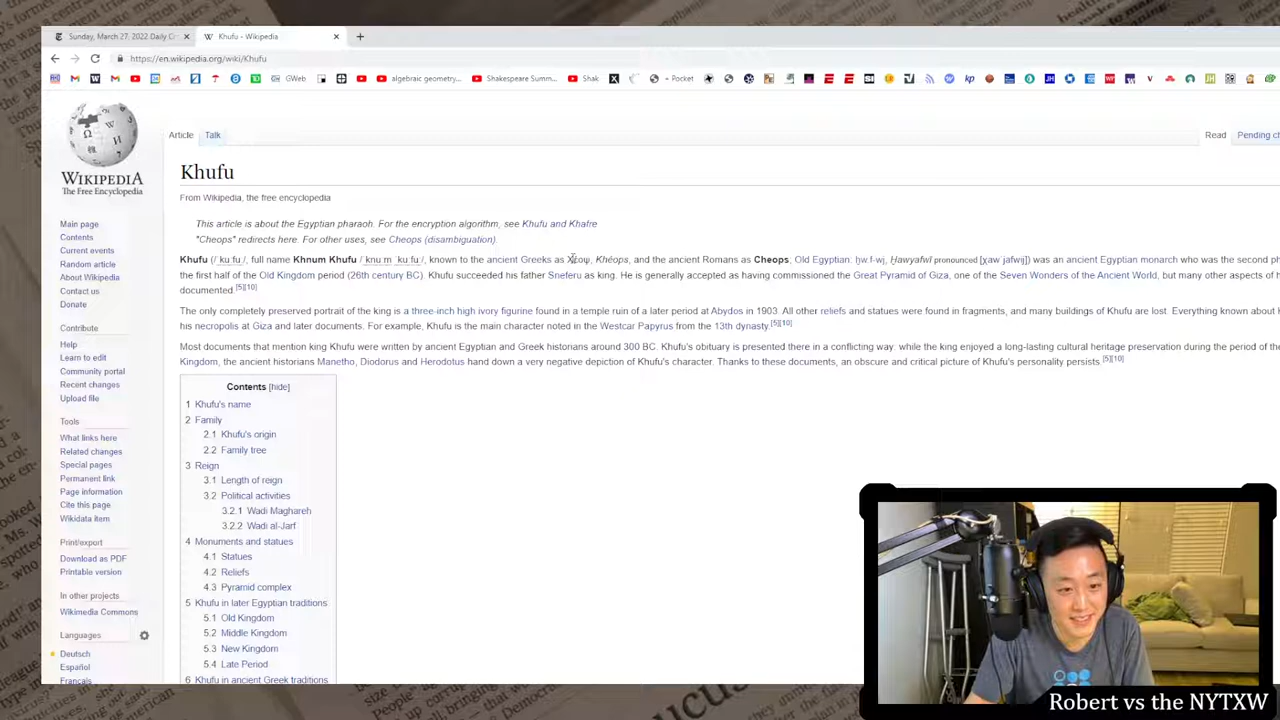 Sunday, March 27, 2022 Daily Cr
Khufu - Wikipedia
https://en.wikipedia.org/wiki/Khufu
GWeb
algebraic geometry...
Shakespeare Summ...
Shak
+ Pocket
Article
Talk
Read
Pending ch
WIKIPEDIA
The Free Encyclopedia
Main page
Contents
Current events
Random article
About Wikipedia
Contact us
Donate
Contribute
Help
Learn to edit
Community portal
Recent changes
Upload file
Tools
What links here
Related changes
Special pages
Permanent link
Page information
Cite this page
Wikidata item
Print/export
Download as PDF
Printable version
In other projects
Wikimedia Commons
Languages
Deutsch
Español
Français
Khufu
From Wikipedia, the free encyclopedia
This article is about the Egyptian pharaoh. For the encryption algorithm, see Khufu and Khafre
"Cheops" redirects here. For other uses, see Cheops (disambiguation).
Khufu (/ˈkuːfuː/, full name Khnum Khufu /ˈknuːmˈkuːfuː/, known to the ancient Greeks as Χέοψ, Khéops, and the ancient Romans as Cheops, Old Egyptian: ḫw.f-wj, Ḫawyafwî pronounced [χaw jafwij]) was an ancient Egyptian monarch who was the second ph
the first half of the Old Kingdom period (26th century BC). Khufu succeeded his father Sneferu as king. He is generally accepted as having commissioned the Great Pyramid of Giza, one of the Seven Wonders of the Ancient World, but many other aspects of h
documented.[5][10]
The only completely preserved portrait of the king is a three-inch high ivory figurine found in a temple ruin of a later period at Abydos in 1903. All other reliefs and statues were found in fragments, and many buildings of Khufu are lost. Everything known about K
his necropolis at Giza and later documents. For example, Khufu is the main character noted in the Westcar Papyrus from the 13th dynasty.[5][10]
Most documents that mention king Khufu were written by ancient Egyptian and Greek historians around 300 BC. Khufu's obituary is presented there in a conflicting way: while the king enjoyed a long-lasting cultural heritage preservation during the period of the
Kingdom, the ancient historians Manetho, Diodorus and Herodotus hand down a very negative depiction of Khufu's character. Thanks to these documents, an obscure and critical picture of Khufu's personality persists.[5][10]
Contents [hide]
1 Khufu's name
2 Family
2.1 Khufu's origin
2.2 Family tree
3 Reign
3.1 Length of reign
3.2 Political activities
3.2.1 Wadi Maghareh
3.2.2 Wadi al-Jarf
4 Monuments and statues
4.1 Statues
4.2 Reliefs
4.3 Pyramid complex
5 Khufu in later Egyptian traditions
5.1 Old Kingdom
5.2 Middle Kingdom
5.3 New Kingdom
5.4 Late Period
6 Khufu in ancient Greek traditions
Robert vs the NYTXW